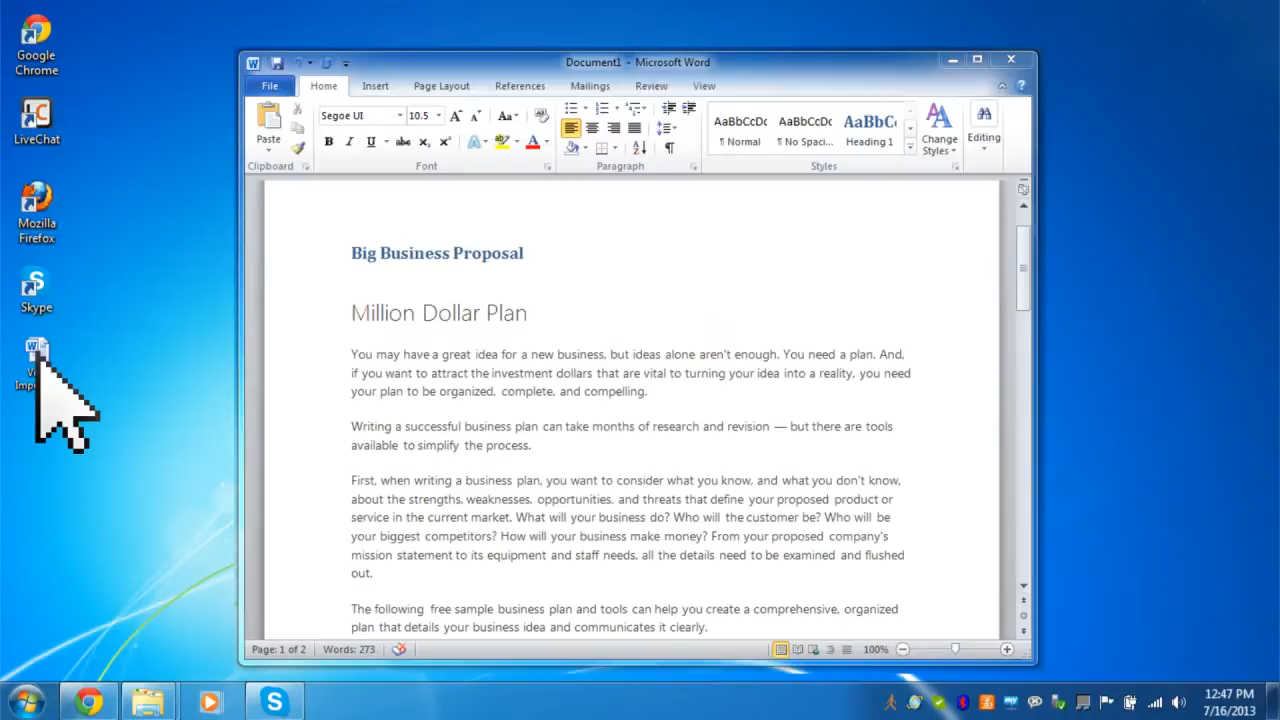 Google
Chrome
LiveChat
Mozilla
Firefox
Skype
Document1 - Microsoft Word
File Home Insert Page Layout References Mailings Review View
Paste
Clipboard
Segoe UI 10.5
Font
Paragraph
AaBbCcDc AaBbCcDc AaBbC
¶ Normal ¶ No Spaci... Heading 1
Styles
Change
Styles
Editing
Big Business Proposal
Million Dollar Plan
You may have a great idea for a new business, but ideas alone aren't enough. You need a plan. And,
if you want to attract the investment dollars that are vital to turning your idea into a reality, you need
your plan to be organized, complete, and compelling.
Writing a successful business plan can take months of research and revision — but there are tools
available to simplify the process.
First, when writing a business plan, you want to consider what you know, and what you don't know,
about the strengths, weaknesses, opportunities, and threats that define your proposed product or
service in the current market. What will your business do? Who will the customer be? Who will be
your biggest competitors? How will your business make money? From your proposed company's
mission statement to its equipment and staff needs, all the details need to be examined and flushed
out.
The following free sample business plan and tools can help you create a comprehensive, organized
plan that details your business idea and communicates it clearly.
Page: 1 of 2 Words: 273 100%
12:47 PM
7/16/2013